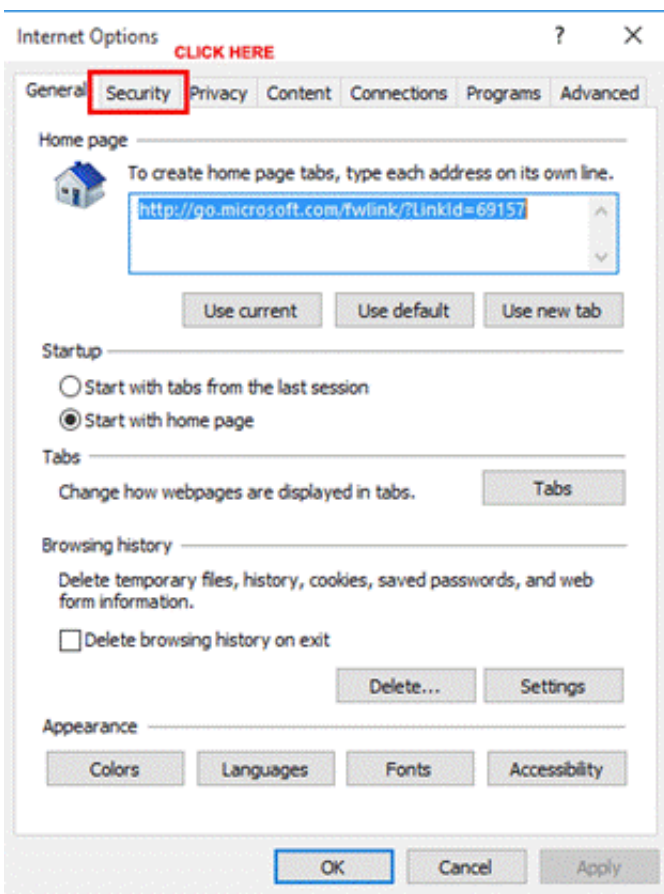 Internet Options
? X
CLICK HERE
General Security Privacy Content Connections Programs Advanced
Home page
To create home page tabs, type each address on its own line.
http://go.microsoft.com/fwlink/?LinkId=69157
Use current Use default Use new tab
Startup
Start with tabs from the last session
Start with home page
Tabs
Change how webpages are displayed in tabs. Tabs
Browsing history
Delete temporary files, history, cookies, saved passwords, and web
form information.
Delete browsing history on exit
Delete... Settings
Appearance
Colors Languages Fonts Accessibility
OK Cancel Apply